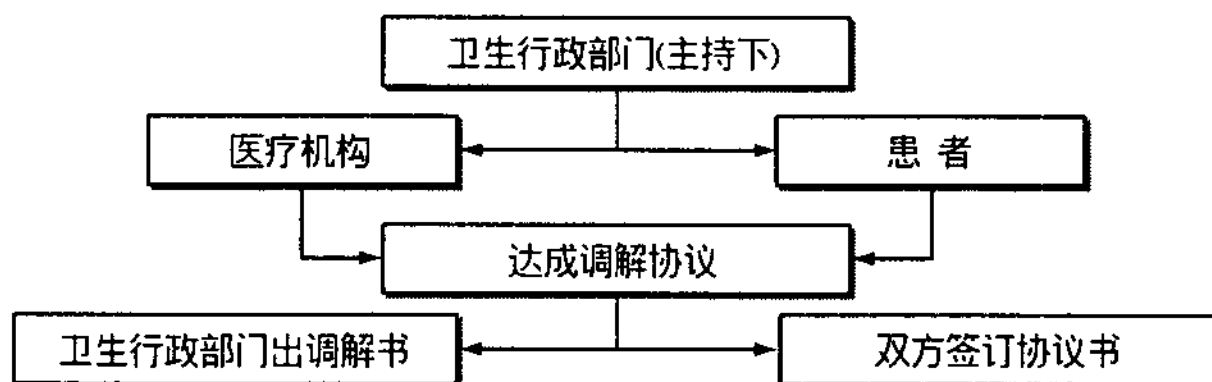 卫生行政部门(主持下)
医疗机构
患 者
达成调解协议
卫生行政部门出调解书
双方签订协议书